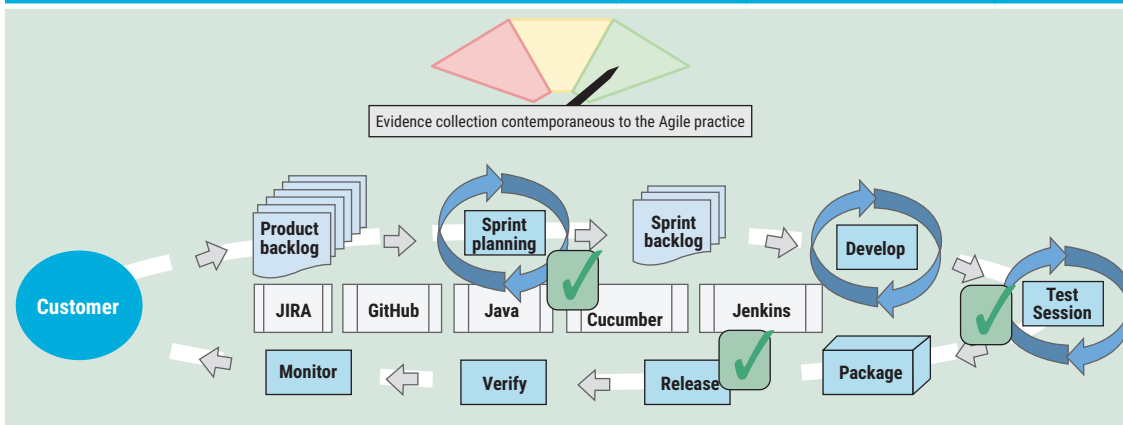 Evidence collection contemporaneous to the Agile practice
Product
backlog
Sprint
planning
Sprint
backlog
Develop
Test
Session
Customer
JIRA
GitHub
Java
Cucumber
Jenkins
Monitor
Verify
Release
Package